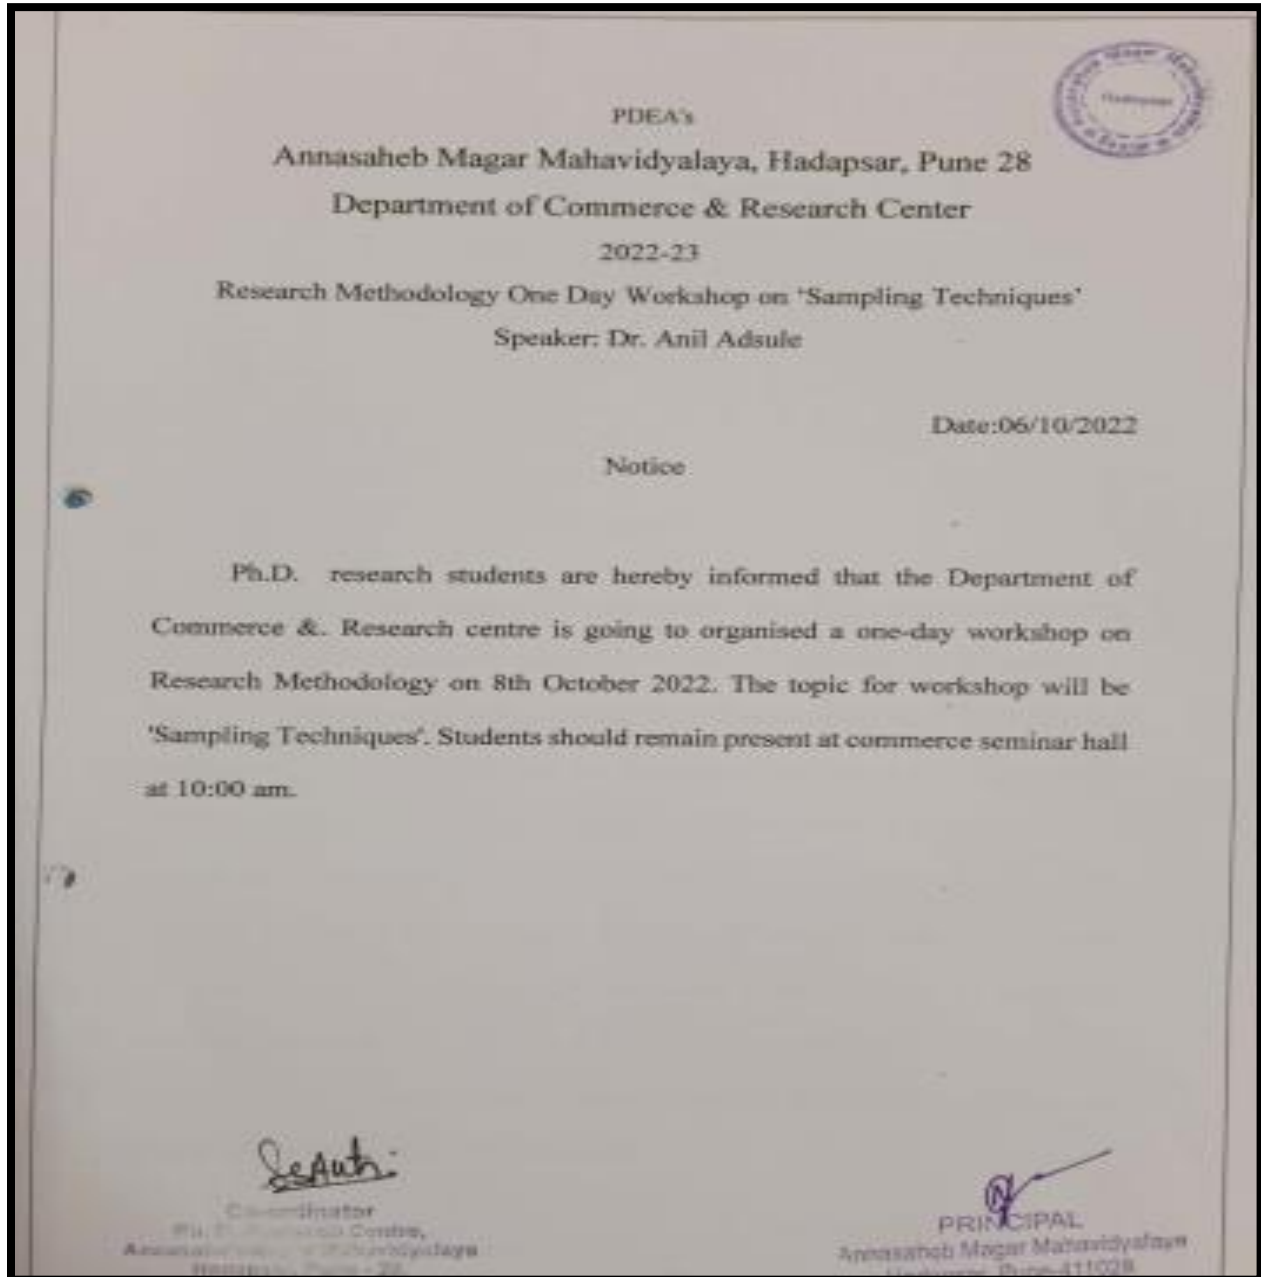 PDEA's
Annasaheb Magar Mahavidyalaya, Hadapsar, Pune 28
Department of Commerce & Research Center
2022-23
Research Methodology One Day Workshop on 'Sampling Techniques'
Speaker: Dr. Anil Adsule
Date:06/10/2022
Notice
Ph.D. research students are hereby informed that the Department of
Commerce &. Research centre is going to organised a one-day workshop on
Research Methodology on 8th October 2022. The topic for workshop will be
'Sampling Techniques'. Students should remain present at commerce seminar hall
at 10:00 am.
Co-ordinator
Centre,
Mahavidyalaya
PRINCIPAL
Annasaheb Magar Mahavidyalaya
Hadapsar, Pune-411028